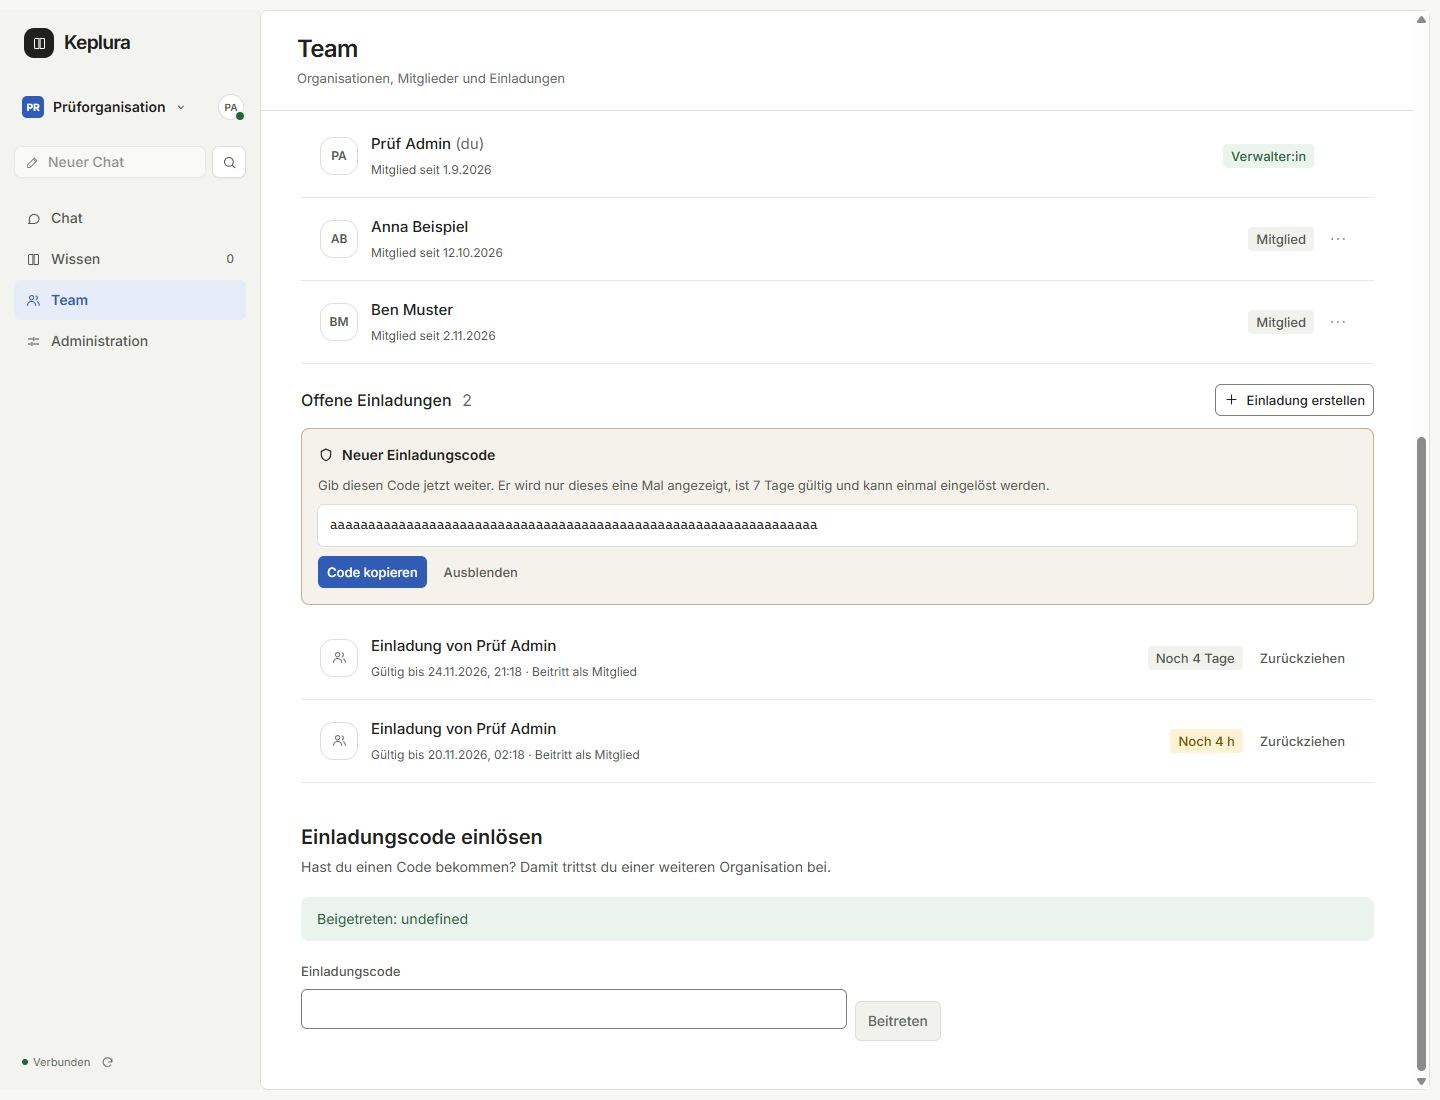 Keplura
PR Prüforganisation PA
Neuer Chat
Chat
Wissen 0
Team
Administration
Verbunden
Team
Organisationen, Mitglieder und Einladungen
PA Prüf Admin (du) Verwalter:in
Mitglied seit 1.9.2026
AB Anna Beispiel Mitglied ···
Mitglied seit 12.10.2026
BM Ben Muster Mitglied ···
Mitglied seit 2.11.2026
Offene Einladungen 2 + Einladung erstellen
Neuer Einladungscode
Gib diesen Code jetzt weiter. Er wird nur dieses eine Mal angezeigt, ist 7 Tage gültig und kann einmal eingelöst werden.
aaaaaaaaaaaaaaaaaaaaaaaaaaaaaaaaaaaaaaaaaaaaaaaaaaaaaaaaaaaaaaaa
Code kopieren Ausblenden
Einladung von Prüf Admin Noch 4 Tage Zurückziehen
Gültig bis 24.11.2026, 21:18 · Beitritt als Mitglied
Einladung von Prüf Admin Noch 4 h Zurückziehen
Gültig bis 20.11.2026, 02:18 · Beitritt als Mitglied
Einladungscode einlösen
Hast du einen Code bekommen? Damit trittst du einer weiteren Organisation bei.
Beigetreten: undefined
Einladungscode
Beitreten